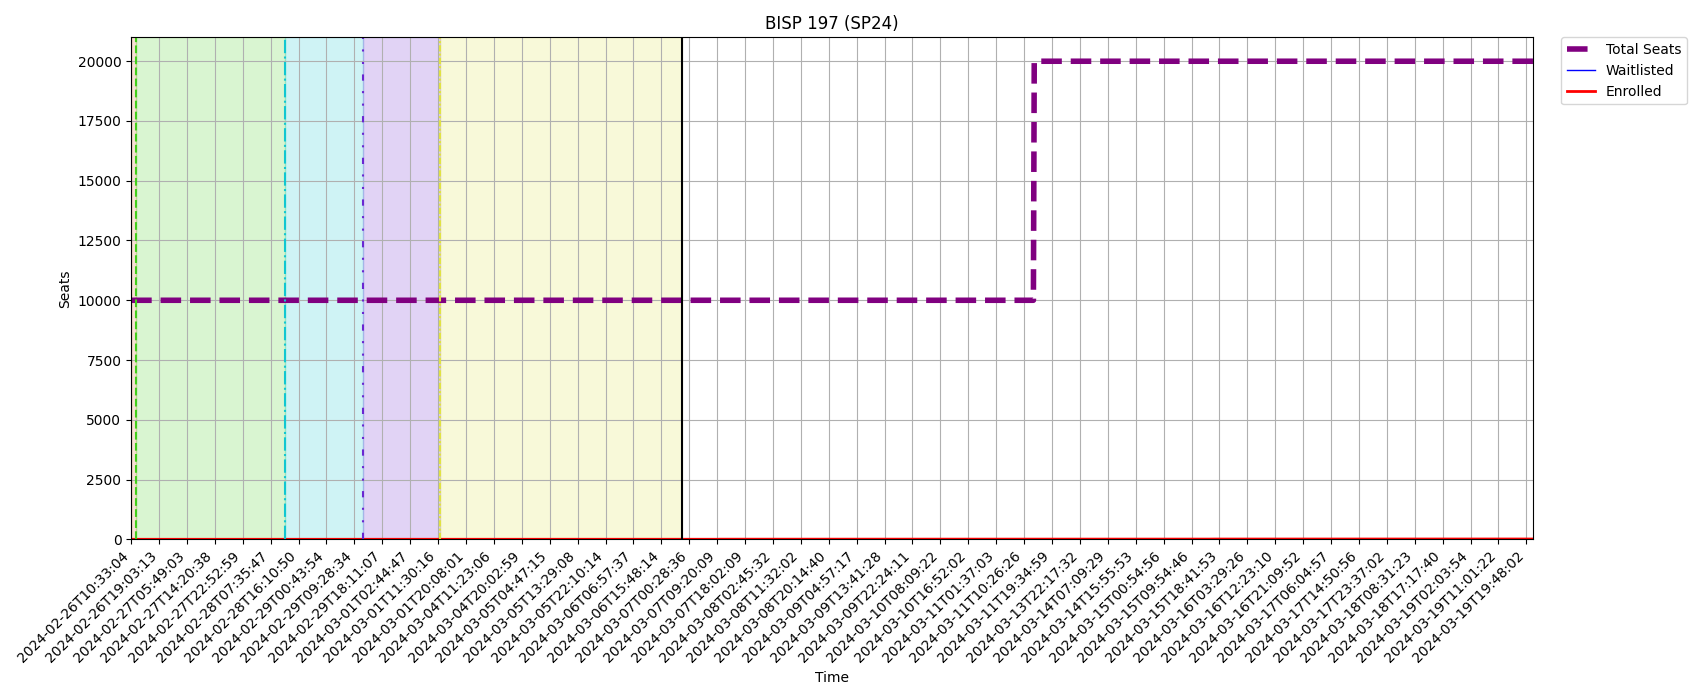 BISP 197 (SP24)
Total Seats
Waitlisted
Enrolled
20000
17500
15000
12500
10000
7500
5000
2500
0
Seats
2024-02-26T10:33:04
2024-02-26T19:03:13
2024-02-27T05:49:03
2024-02-27T14:20:38
2024-02-27T22:52:59
2024-02-28T07:35:47
2024-02-28T16:10:50
2024-02-29T00:43:54
2024-02-29T09:28:34
2024-02-29T18:11:07
2024-03-01T02:44:47
2024-03-01T11:30:16
2024-03-01T20:08:01
2024-03-04T11:23:06
2024-03-04T20:02:59
2024-03-05T04:47:15
2024-03-05T13:29:08
2024-03-05T22:10:14
2024-03-06T06:57:37
2024-03-06T15:48:14
2024-03-07T00:28:36
2024-03-07T09:20:09
2024-03-07T18:02:09
2024-03-08T02:45:32
2024-03-08T11:32:02
2024-03-08T20:14:40
2024-03-09T04:57:17
2024-03-09T13:41:28
2024-03-09T22:24:11
2024-03-10T08:09:22
2024-03-10T16:52:02
2024-03-11T01:37:03
2024-03-11T10:26:26
2024-03-11T19:34:59
2024-03-13T22:17:32
2024-03-14T07:09:29
2024-03-14T15:55:53
2024-03-15T00:54:56
2024-03-15T09:54:46
2024-03-15T18:41:53
2024-03-16T03:29:26
2024-03-16T12:23:10
2024-03-16T21:09:52
2024-03-17T06:04:57
2024-03-17T14:50:56
2024-03-17T23:37:02
2024-03-18T08:31:23
2024-03-18T17:17:40
2024-03-19T02:03:54
2024-03-19T11:01:22
2024-03-19T19:48:02
Time